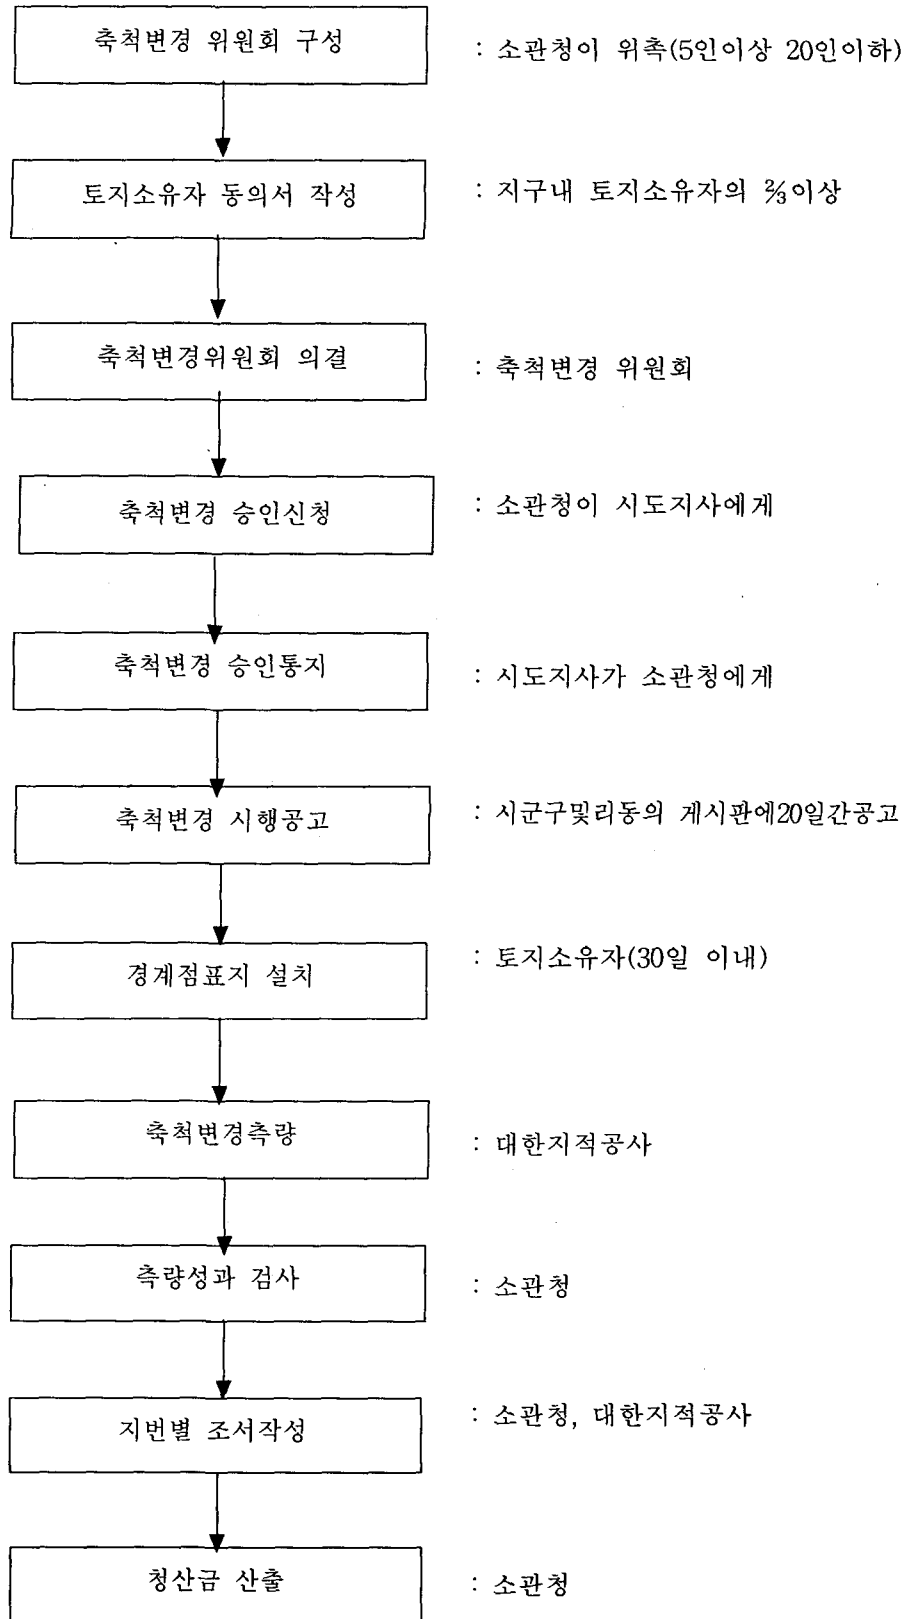 축척변경 위원회 구성
: 소관청이 위촉(5인이상 20인이하)
토지소유자 동의서 작성
: 지구내 토지소유자의 ⅔이상
축척변경위원회 의결
: 축척변경 위원회
축척변경 승인신청
: 소관청이 시도지사에게
축척변경 승인통지
: 시도지사가 소관청에게
축척변경 시행공고
: 시군구및리동의 게시판에20일간공고
경계점표지 설치
: 토지소유자(30일 이내)
축척변경측량
: 대한지적공사
측량성과 검사
: 소관청
지번별 조서작성
: 소관청, 대한지적공사
청산금 산출
: 소관청